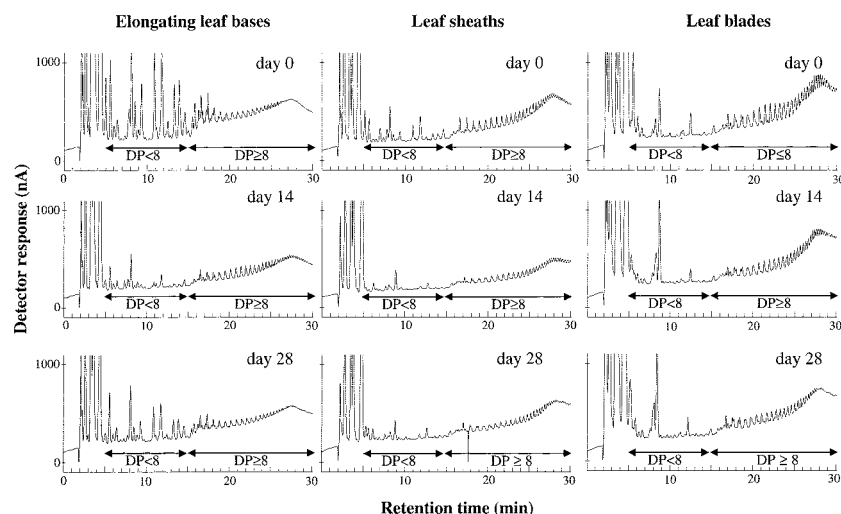 Elongating leaf bases Leaf sheaths Leaf blades
1000 day 0 day 0 day 0
0 DP<8 DP≥8 DP<8 DP≥8 DP<8 DP≤8
0 10 20 30 0 10 20 30 0 10 20 30
1000 day 14 day 14 day 14
0 DP<8 DP≥8 DP<8 DP≥8 DP<8 DP≥8
0 10 20 30 0 10 20 30 0 10 20 30
1000 day 28 day 28 day 28
0 DP<8 DP≥8 DP<8 DP ≥ 8 DP<8 DP ≥ 8
0 10 20 30 0 10 20 30 0 10 20 30
Detector response (nA)
Retention time (min)